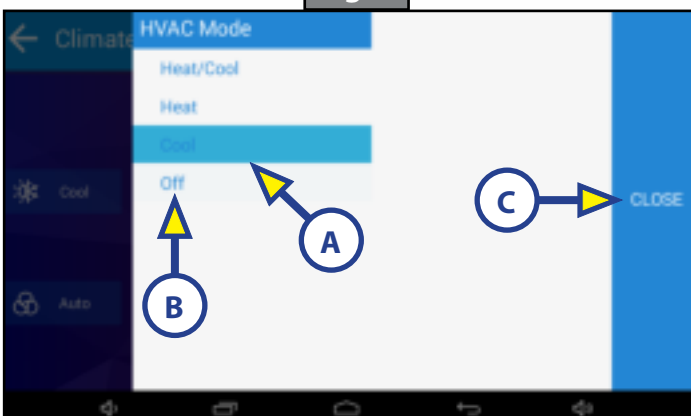 Climate
HVAC Mode
Heat/Cool
Heat
Cool
Off
Cool
CLOSE
Auto
A
B
C